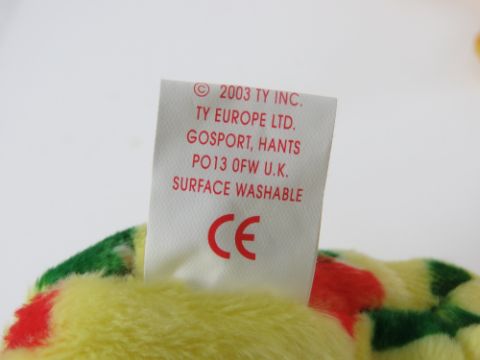 © 2003 TY INC.
TY EUROPE LTD.
GOSPORT, HANTS
PO13 0FW U.K.
SURFACE WASHABLE
CE